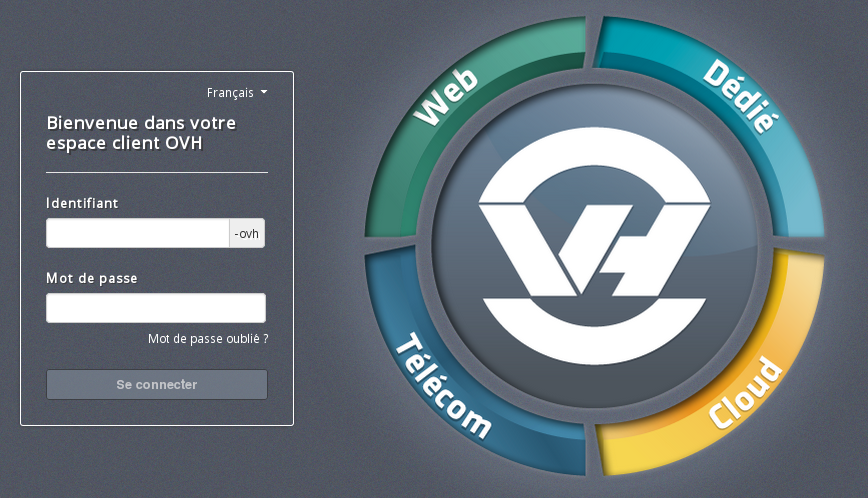 Français
Bienvenue dans votre
espace client OVH
Identifiant
-ovh
Mot de passe
Mot de passe oublié ?
Se connecter
Web
Dédié
VH
Télécom
Cloud